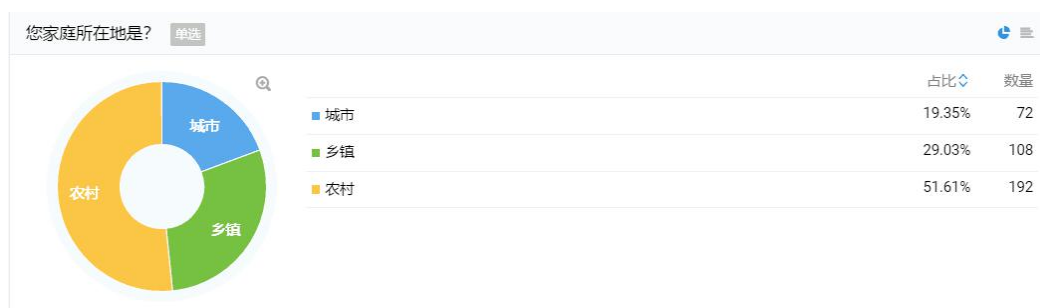 您家庭所在地是? 单选
占比 数量
城市 19.35% 72
乡镇 29.03% 108
农村 51.61% 192
城市
农村
乡镇